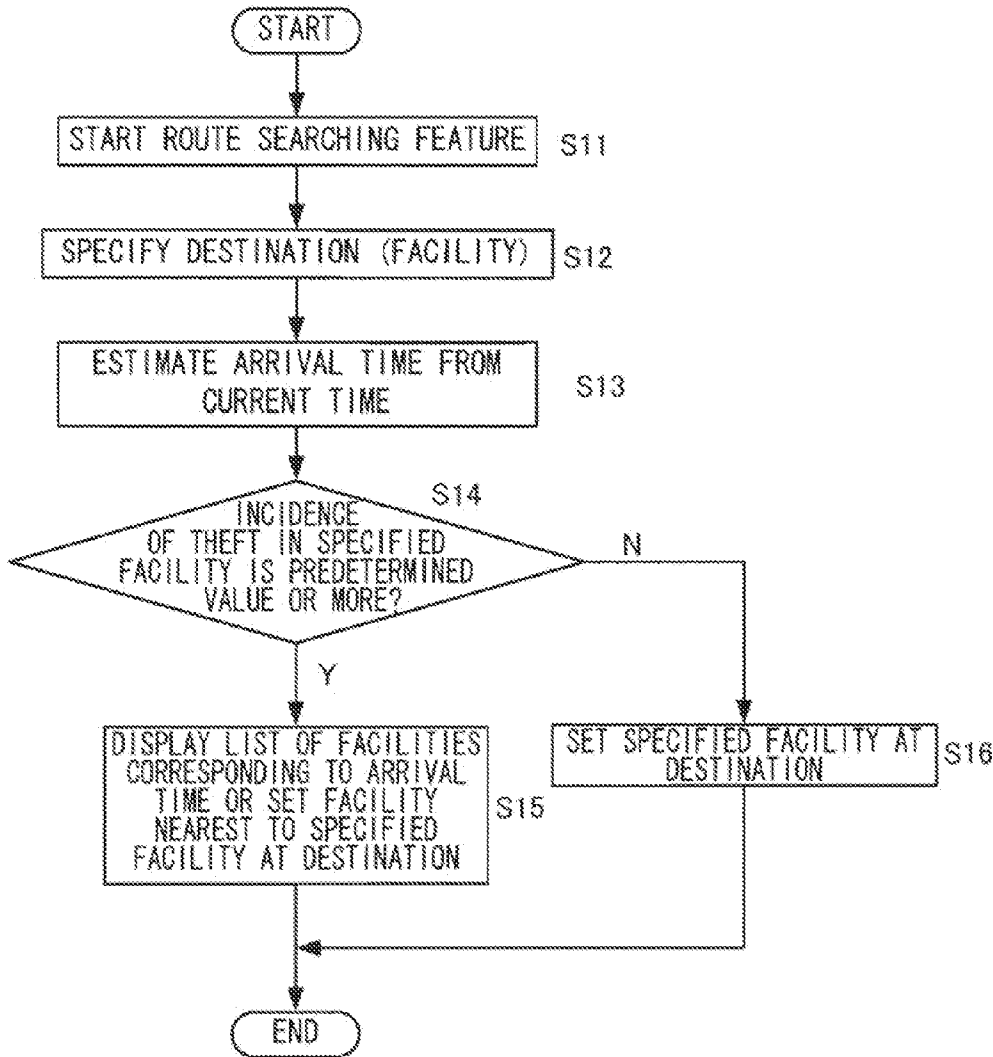 START
START ROUTE SEARCHING FEATURE
S11
SPECIFY DESTINATION (FACILITY)
S12
ESTIMATE ARRIVAL TIME FROM
CURRENT TIME
S13
S14
INCIDENCE
OF THEFT IN SPECIFIED
FACILITY IS PREDETERMINED
VALUE OR MORE?
N
Y
DISPLAY LIST OF FACILITIES
CORRESPONDING TO ARRIVAL
TIME OR SET FACILITY
NEAREST TO SPECIFIED
FACILITY AT DESTINATION
S15
SET SPECIFIED FACILITY AT
DESTINATION
S16
END